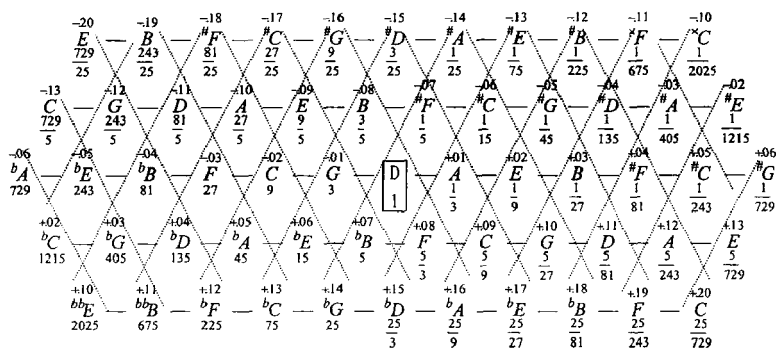 -.20 -.19 -.18 -.17 -.16 -.15 -.14 -.13 -.12 -.11 -.10
E — B — #F — #C — #G — #D — #A — #E — #B — ×F — ×C
729/25 243/25 81/25 27/25 9/25 3/25 1/25 1/75 1/225 1/675 1/2025
-.13 -.12 -.11 -.10 -.09 -.08 -.07 -.06 -.05 -.04 -.03 -.02
C — G — D — A — E — B — #F — #C — #G — #D — #A — #E
729/5 243/5 81/5 27/5 9/5 3/5 1/5 1/15 1/45 1/135 1/405 1/1215
-.06 -.05 -.04 -.03 -.02 -.01 +.01 +.02 +.03 +.04 +.05 +.06
bA — bE — bB — F — C — G — D — A — E — B — #F — #C — #G
729 243 81 27 9 3 1 1/3 1/9 1/27 1/81 1/243 1/729
+.02 +.03 +.04 +.05 +.06 +.07 +.08 +.09 +.10 +.11 +.12 +.13
bC — bG — bD — bA — bE — bB — F — C — G — D — A — E
1215 405 135 45 15 5 5/3 5/9 5/27 5/81 5/243 5/729
+.10 +.11 +.12 +.13 +.14 +.15 +.16 +.17 +.18 +.19 +.20
bbE — bbB — bF — bC — bG — bD — bA — bE — bB — F — C
2025 675 225 75 25 25/3 25/9 25/27 25/81 25/243 25/729